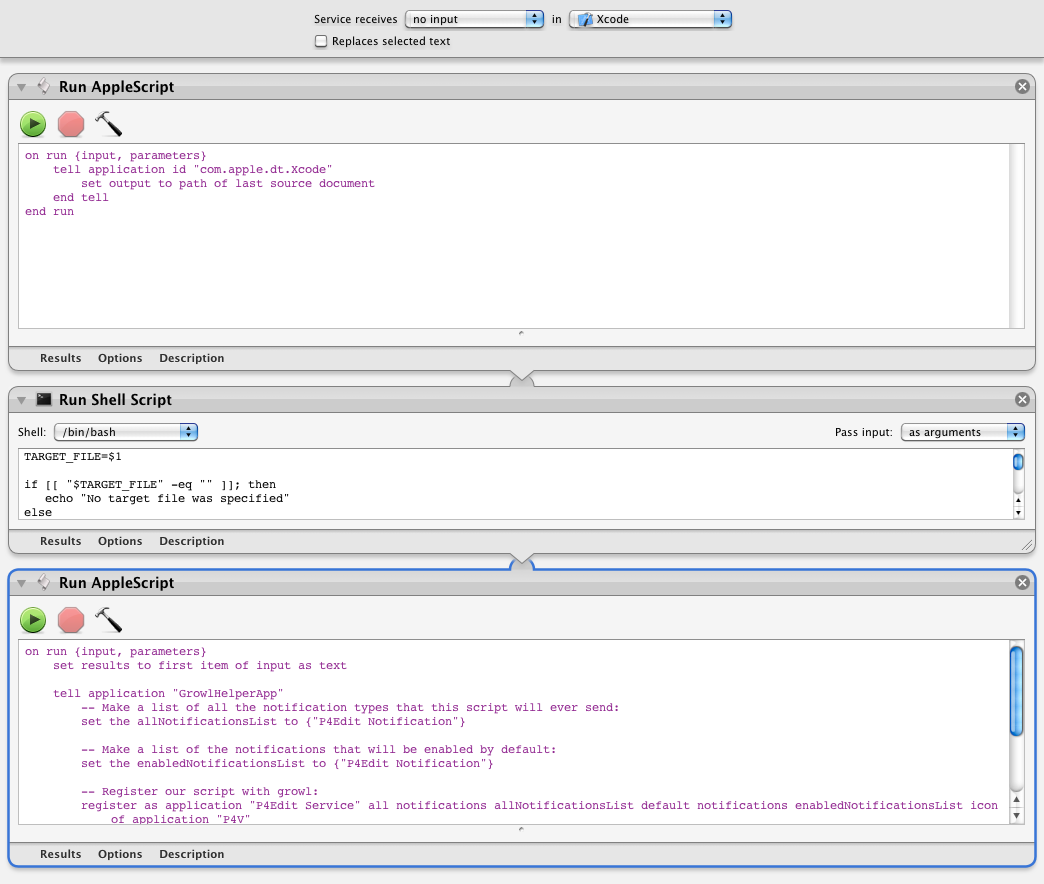 Service receives no input in Xcode
Replaces selected text
Run AppleScript
on run {input, parameters}
    tell application id "com.apple.dt.Xcode"
        set output to path of last source document
    end tell
end run
Results Options Description
Run Shell Script
Shell: /bin/bash Pass input: as arguments
TARGET_FILE=$1
if [[ "$TARGET_FILE" -eq "" ]]; then
   echo "No target file was specified"
else
Results Options Description
Run AppleScript
on run {input, parameters}
    set results to first item of input as text
    tell application "GrowlHelperApp"
        -- Make a list of all the notification types that this script will ever send:
        set the allNotificationsList to {"P4Edit Notification"}
        -- Make a list of the notifications that will be enabled by default:
        set the enabledNotificationsList to {"P4Edit Notification"}
        -- Register our script with growl:
        register as application "P4Edit Service" all notifications allNotificationsList default notifications enabledNotificationsList icon
            of application "P4V"
Results Options Description